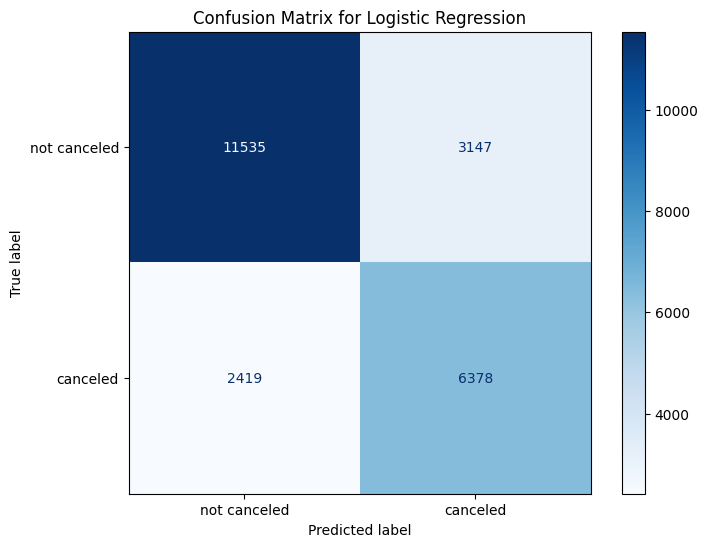 Confusion Matrix for Logistic Regression
True label
not canceled
canceled
11535
3147
2419
6378
not canceled
canceled
Predicted label
10000
8000
6000
4000